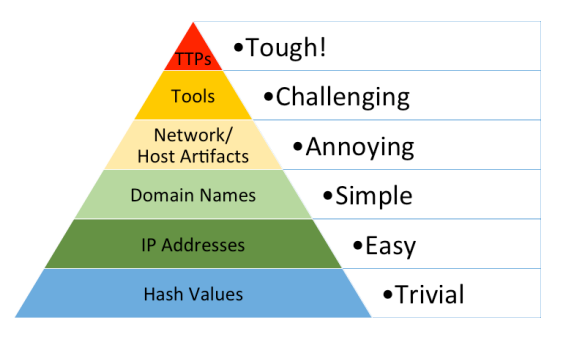 TTPs
•Tough!
Tools
•Challenging
Network/
Host Artifacts
•Annoying
Domain Names
•Simple
IP Addresses
•Easy
Hash Values
•Trivial